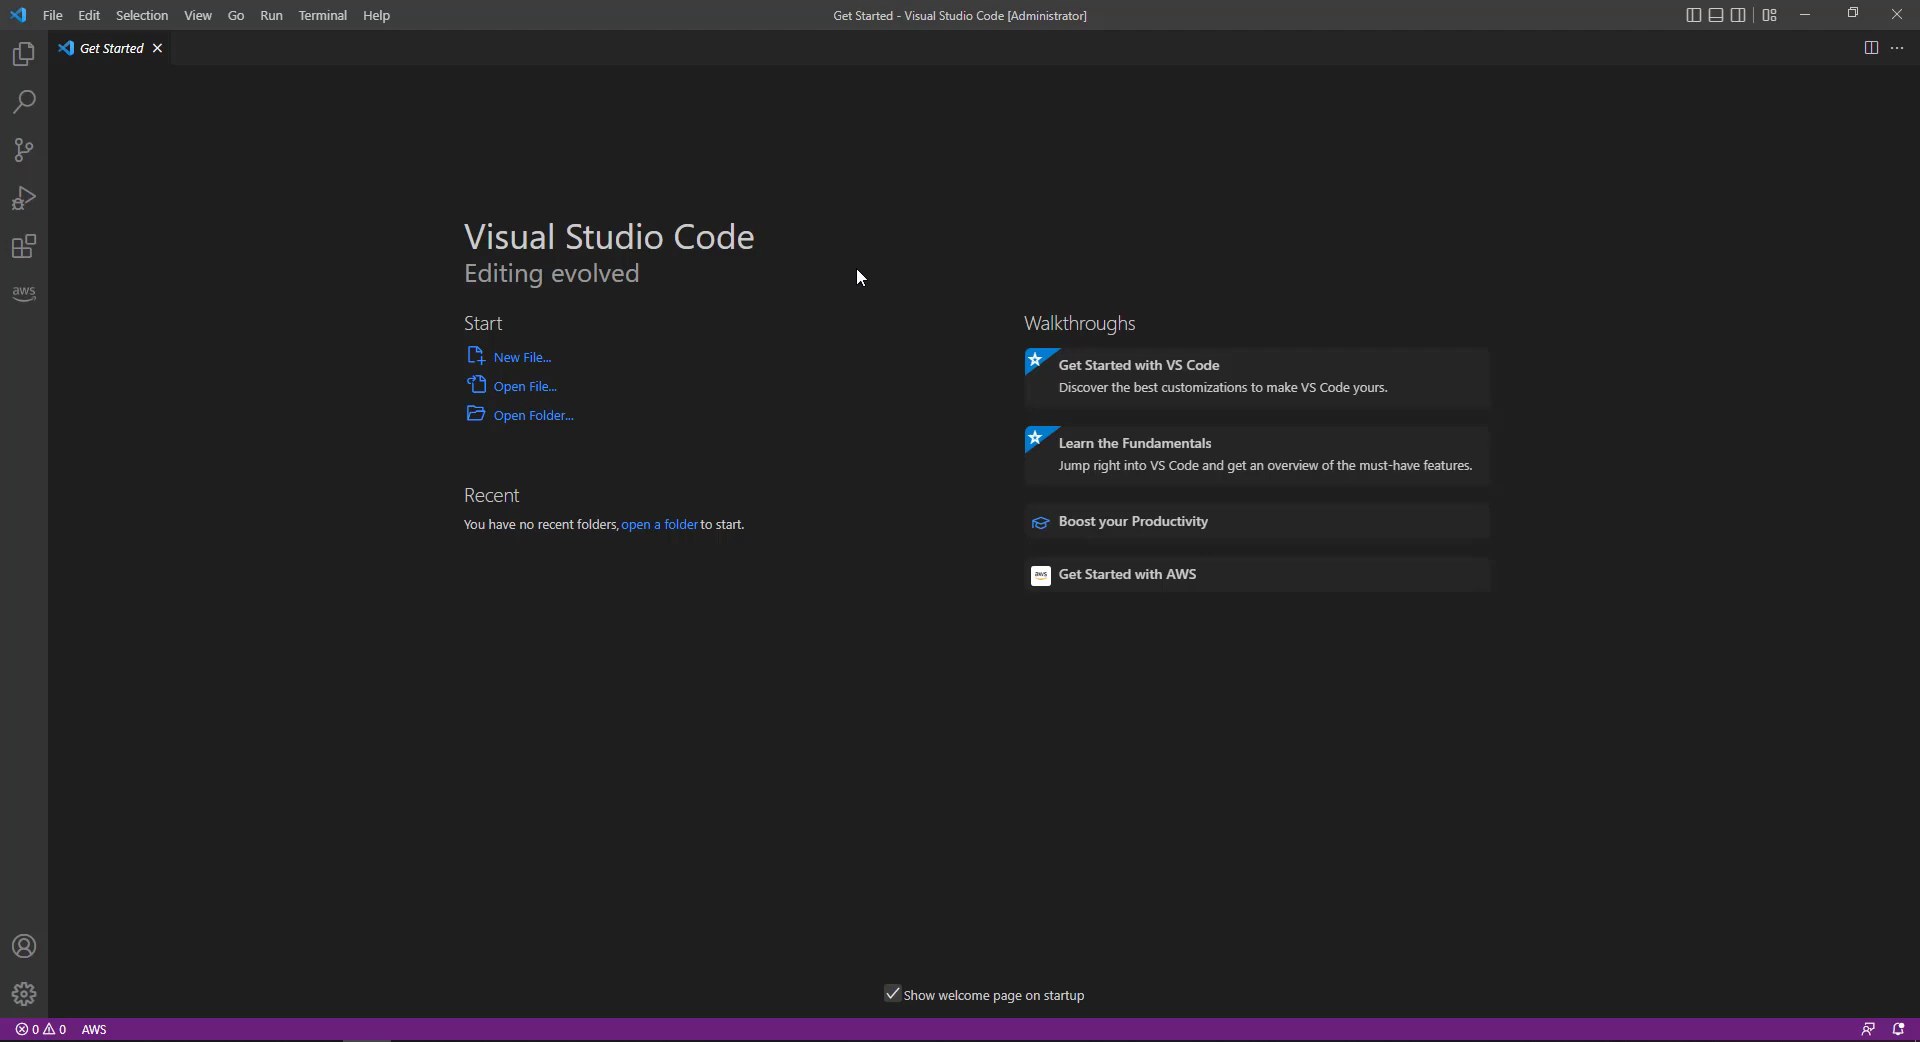 File Edit Selection View Go Run Terminal Help
Get Started - Visual Studio Code [Administrator]
Get Started
aws
Visual Studio Code
Editing evolved
Start
New File...
Open File...
Open Folder...
Recent
You have no recent folders, open a folder to start.
Walkthroughs
Get Started with VS Code
Discover the best customizations to make VS Code yours.
Learn the Fundamentals
Jump right into VS Code and get an overview of the must-have features.
Boost your Productivity
aws Get Started with AWS
Show welcome page on startup
0 0 AWS